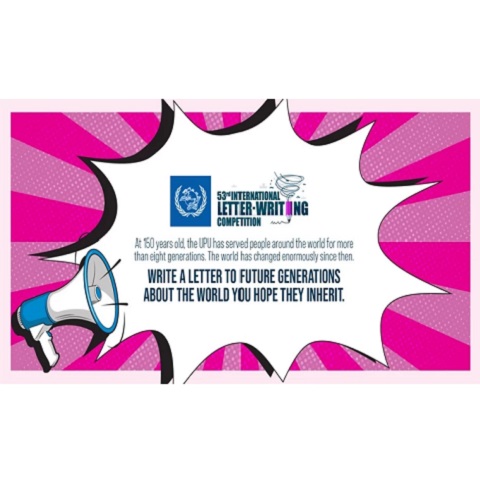 53rd INTERNATIONAL
LETTER-WRITING
COMPETITION
At 150 years old, the UPU has served people around the world for more
than eight generations. The world has changed enormously since then.
WRITE A LETTER TO FUTURE GENERATIONS
ABOUT THE WORLD YOU HOPE THEY INHERIT.